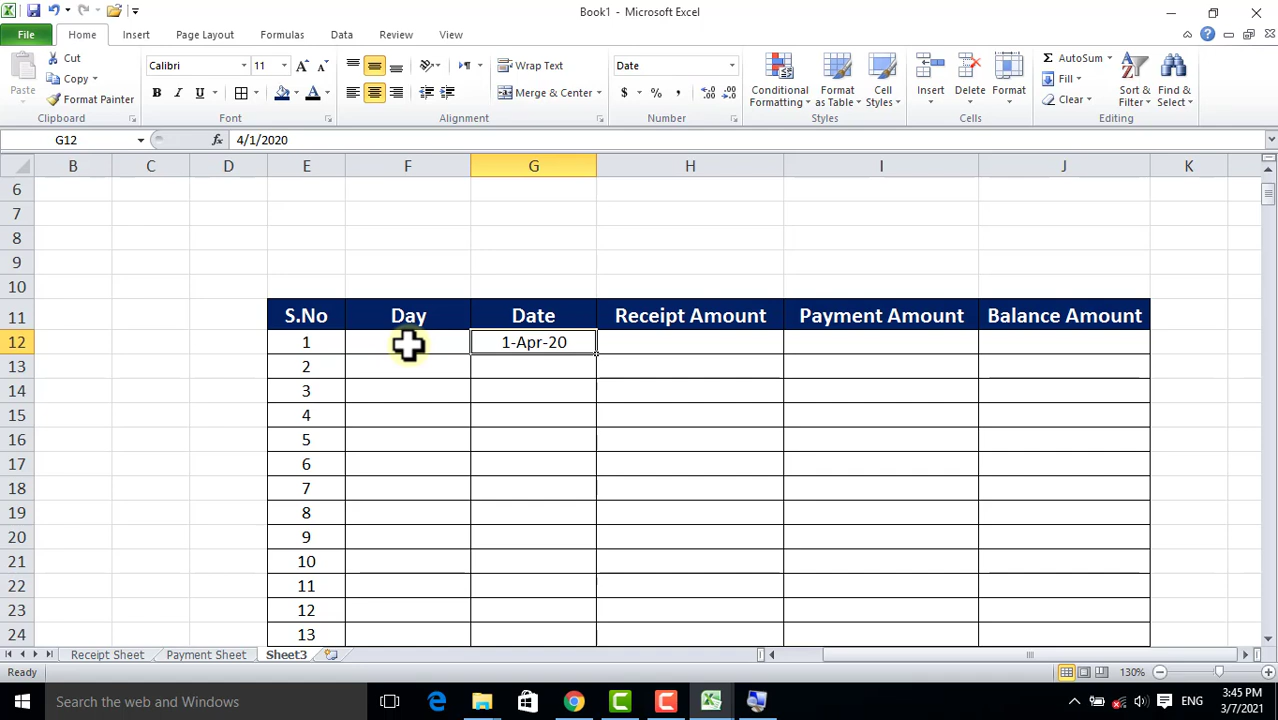 Book1 - Microsoft Excel
File Home Insert Page Layout Formulas Data Review View
Paste Cut Copy Format Painter
Clipboard
Calibri 11
B I U A
Font
Wrap Text
Merge & Center
Alignment
Date
$ % ,
Number
Conditional Formatting Format as Table Cell Styles
Styles
Insert Delete Format
Cells
AutoSum Fill Clear Sort & Filter Find & Select
Editing
G12 fx 4/1/2020
B C D E F G H I J K
6
7
8
9
10
11 S.No Day Date Receipt Amount Payment Amount Balance Amount
12 1 1-Apr-20
13 2
14 3
15 4
16 5
17 6
18 7
19 8
20 9
21 10
22 11
23 12
24 13
Receipt Sheet Payment Sheet Sheet3
Ready 130%
Search the web and Windows ENG 3:45 PM
3/7/2021